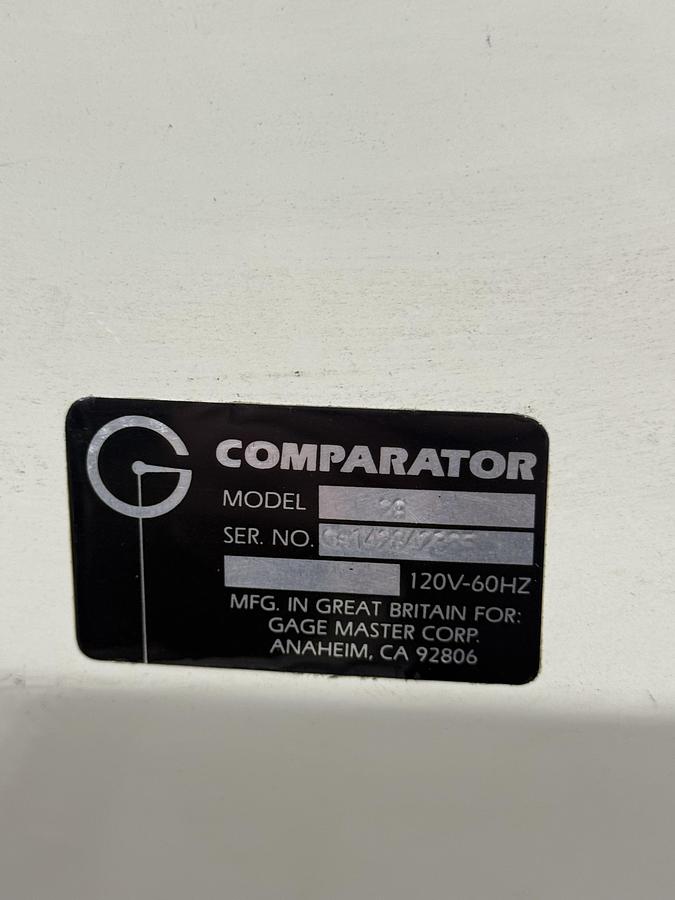 G COMPARATOR
MODEL
SER. NO.
120V-60HZ
MFG. IN GREAT BRITAIN FOR:
GAGE MASTER CORP.
ANAHEIM, CA 92806